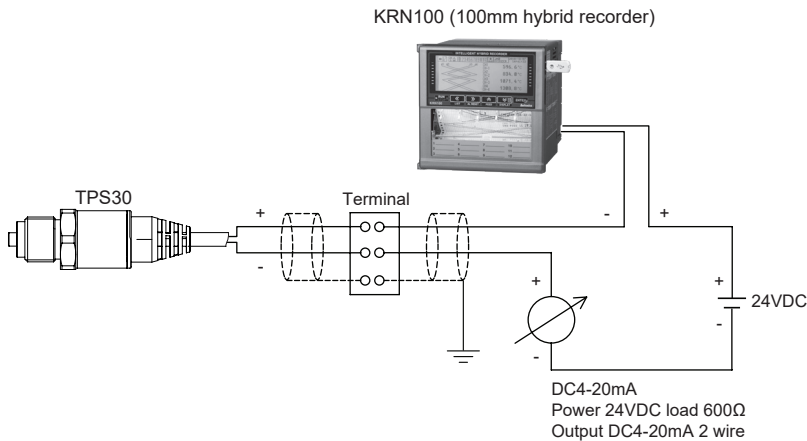 KRN100 (100mm hybrid recorder)
TPS30
Terminal
+
-
-
+
+
-
+
-
24VDC
DC4-20mA
Power 24VDC load 600Ω
Output DC4-20mA 2 wire